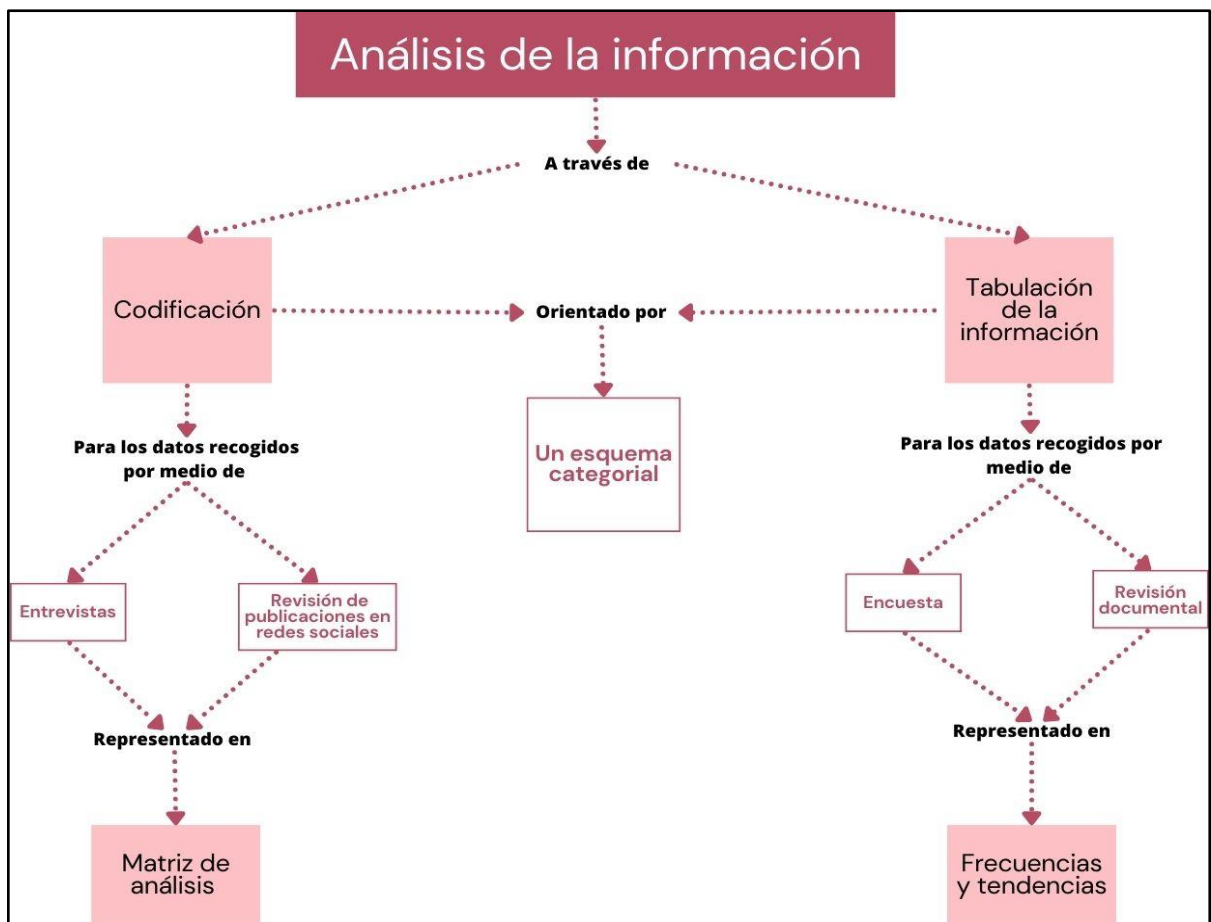 Análisis de la información
A través de
Codificación
Orientado por
Tabulación
de la
información
Un esquema
categorial
Para los datos recogidos
por medio de
Para los datos recogidos por
medio de
Entrevistas
Revisión de
publicaciones en
redes sociales
Encuesta
Revisión
documental
Representado en
Representado en
Matriz de
análisis
Frecuencias
y tendencias